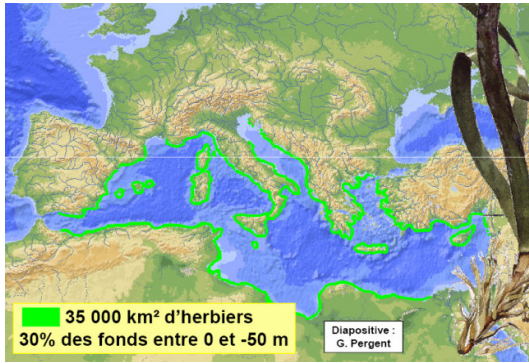 35 000 km² d'herbiers
30% des fonds entre 0 et -50 m
Diapositive :
G. Pergent